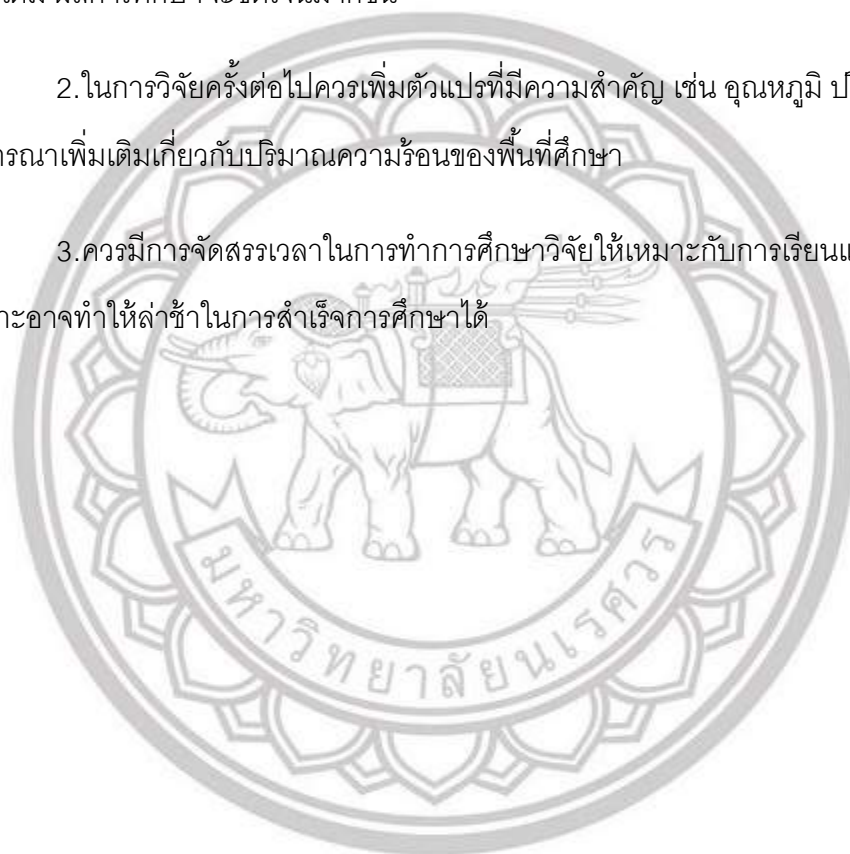 2.ในการวิจัยครั้งต่อไปควรเพิ่มตัวแปรที่มีความสำคัญ เช่น อุณหภูมิ
ารณาเพิ่มเติมเกี่ยวกับปริมาณความร้อนของพื้นที่ศึกษา
3.ควรมีการจัดสรรเวลาในการทำการศึกษาวิจัยให้เหมาะกับการเรียนแ
าะอาจทำให้ล่าช้าในการสำเร็จการศึกษาได้
มหาวิทยาลัยนเรศวร